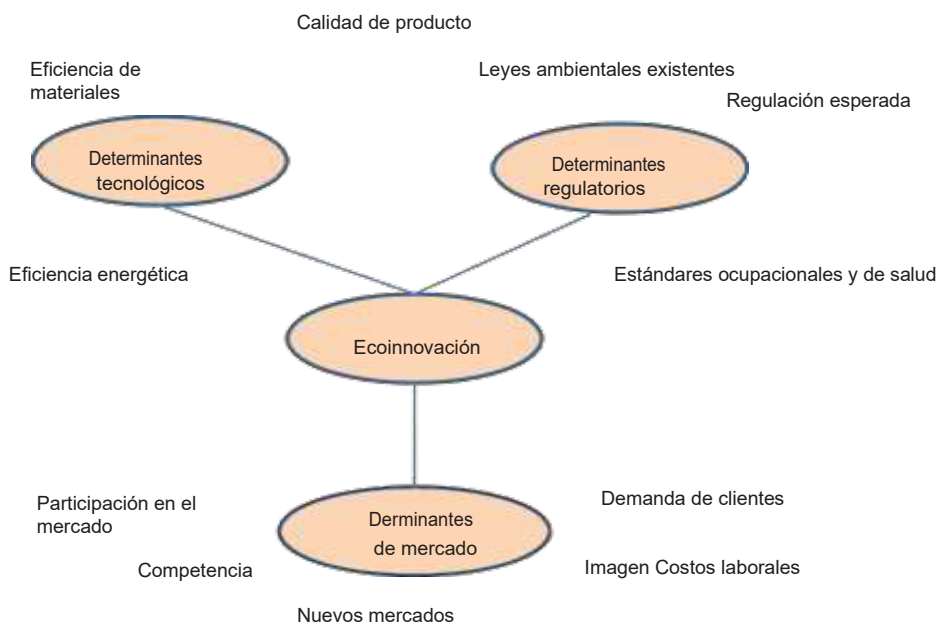 Calidad de producto
Eficiencia de
materiales
Leyes ambientales existentes
Regulación esperada
Determinantes
tecnológicos
Determinantes
regulatorios
Eficiencia energética
Estándares ocupacionales y de salud
Ecoinnovación
Participación en el
mercado
Demanda de clientes
Derminantes
de mercado
Competencia
Imagen Costos laborales
Nuevos mercados